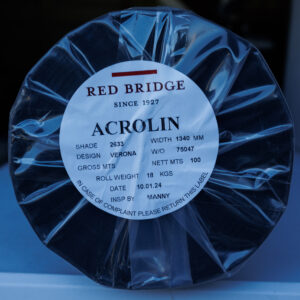 RED BRIDGE
SINCE 1927
ACROLIN
SHADE 2633 WIDTH 1340 MM
DESIGN VERONA W/O 75047
GROSS MTS NETT MTS 100
ROLL WEIGHT 18 KGS
DATE 10.01.24
INSP BY MANNY
IN CASE OF COMPLAINT PLEASE RETURN THIS LABEL